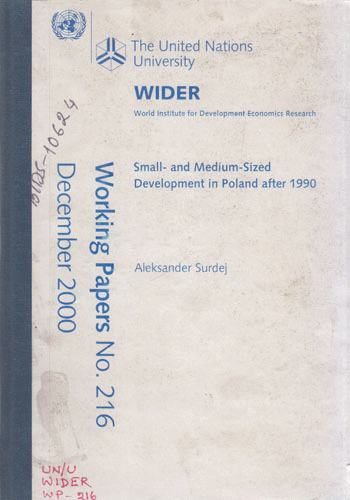 The United Nations
University
WIDER
World Institute for Development Economics Research
Small- and Medium-Sized
Development in Poland after 1990
Aleksander Surdej
Working Papers No. 216
December 2000
UN/U
WIDER
WP- 216